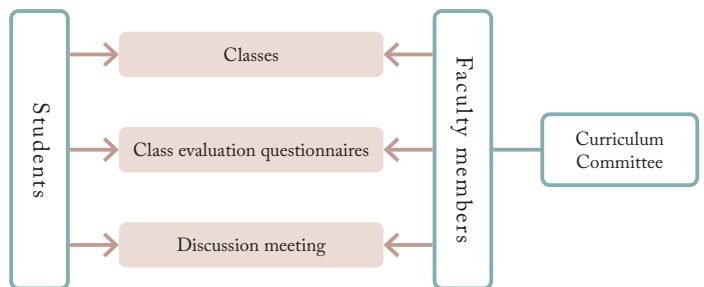 Students
Classes
Class evaluation questionnaires
Discussion meeting
Faculty members
Curriculum
Committee